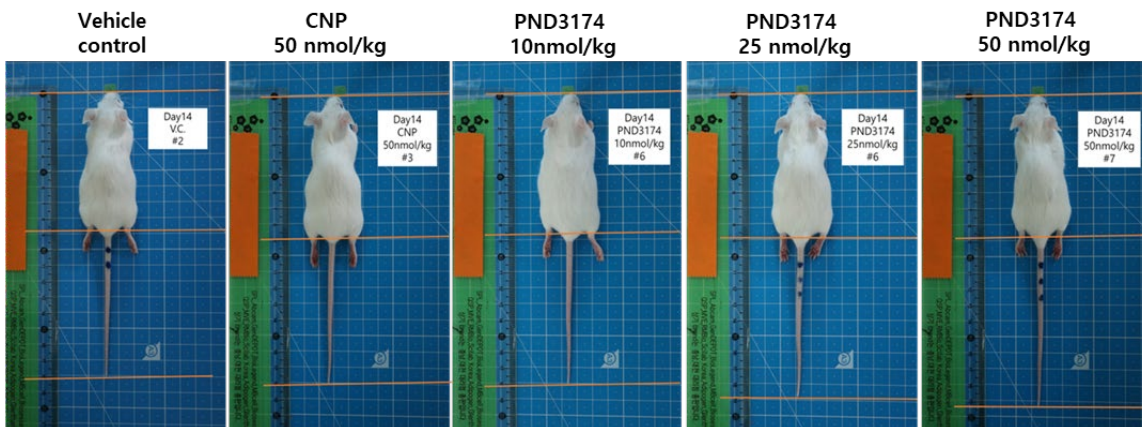 Vehicle
control
CNP
50 nmol/kg
PND3174
10nmol/kg
PND3174
25 nmol/kg
PND3174
50 nmol/kg
Day14
V.C.
#2
Day14
CNP
50nmol/kg
#3
Day14
PND3174
10nmol/kg
#6
Day14
PND3174
25nmol/kg
#6
Day14
PND3174
50nmol/kg
#7